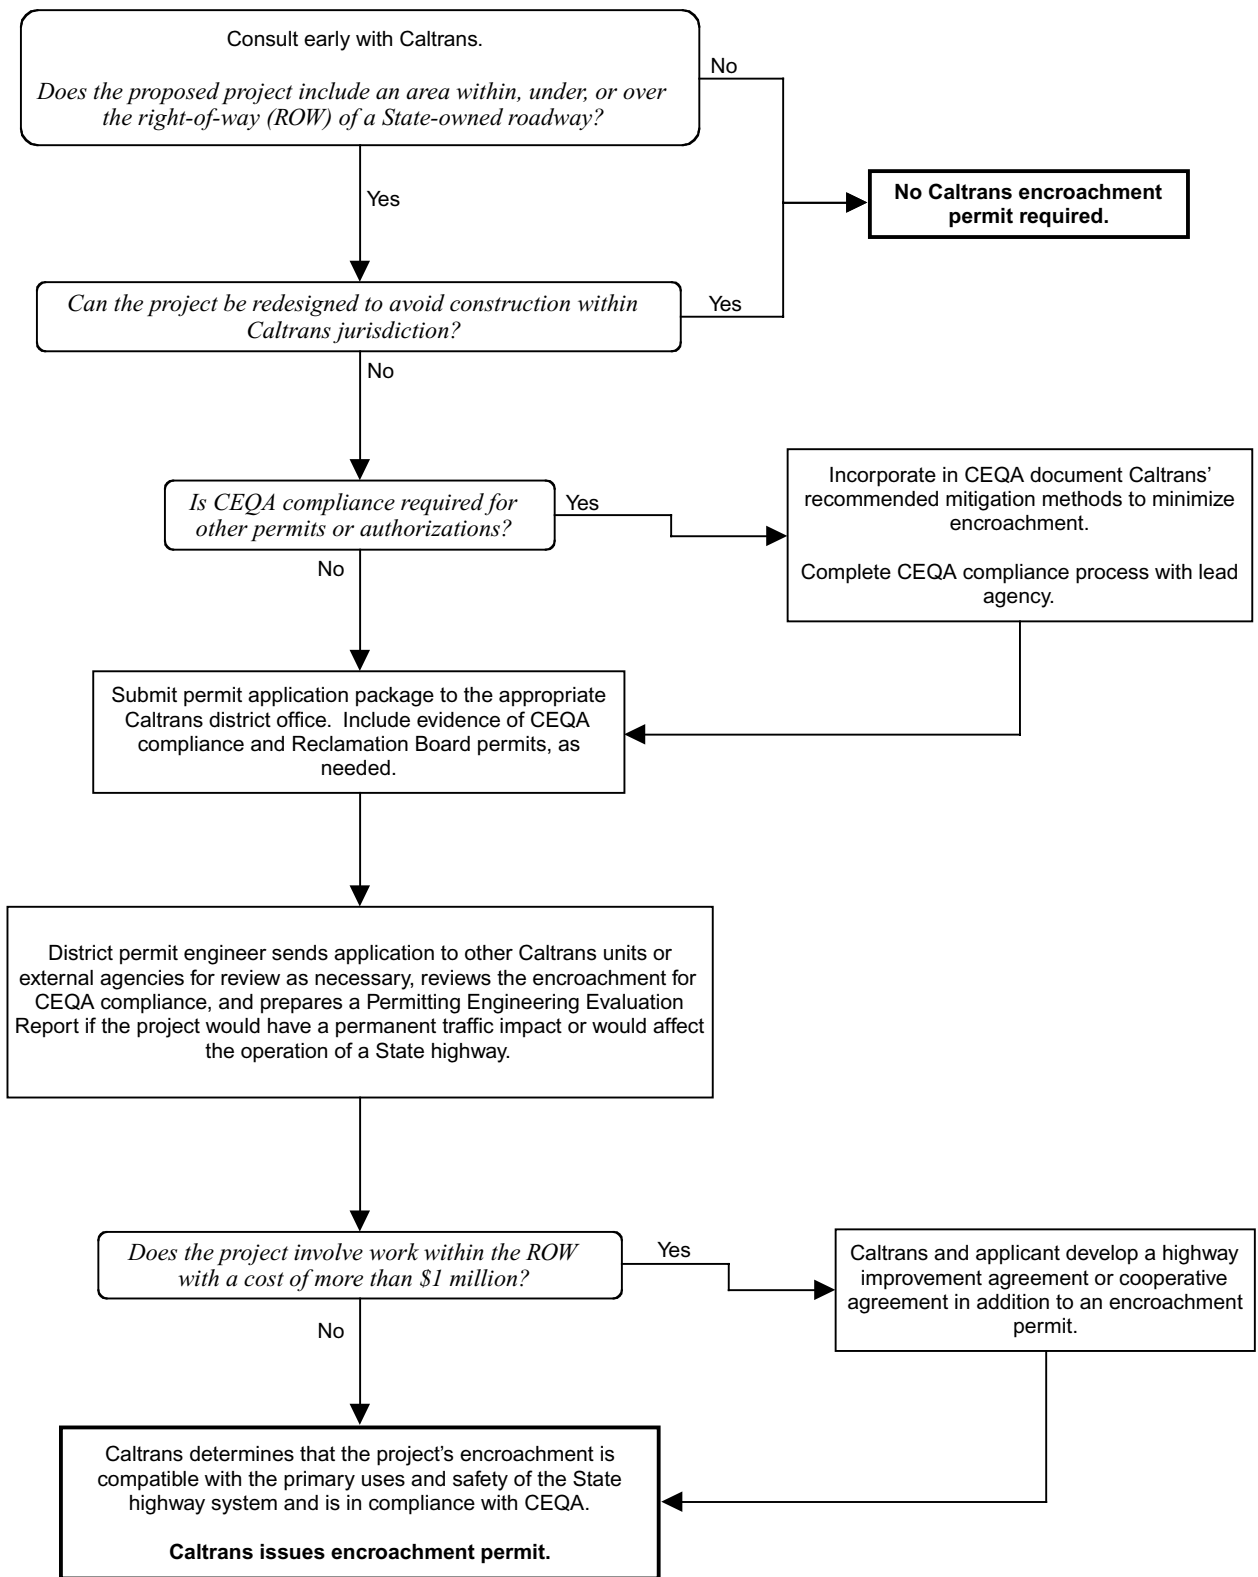 Consult early with Caltrans.
Does the proposed project include an area within, under, or over
the right-of-way (ROW) of a State-owned roadway?
No
Yes
No Caltrans encroachment
permit required.
Can the project be redesigned to avoid construction within
Caltrans jurisdiction?
Yes
No
Is CEQA compliance required for
other permits or authorizations?
Yes
No
Incorporate in CEQA document Caltrans'
recommended mitigation methods to minimize
encroachment.
Complete CEQA compliance process with lead
agency.
Submit permit application package to the appropriate
Caltrans district office.  Include evidence of CEQA
compliance and Reclamation Board permits, as
needed.
District permit engineer sends application to other Caltrans units or
external agencies for review as necessary, reviews the encroachment for
CEQA compliance, and prepares a Permitting Engineering Evaluation
Report if the project would have a permanent traffic impact or would affect
the operation of a State highway.
Does the project involve work within the ROW
with a cost of more than $1 million?
Yes
No
Caltrans and applicant develop a highway
improvement agreement or cooperative
agreement in addition to an encroachment
permit.
Caltrans determines that the project's encroachment is
compatible with the primary uses and safety of the State
highway system and is in compliance with CEQA.
Caltrans issues encroachment permit.